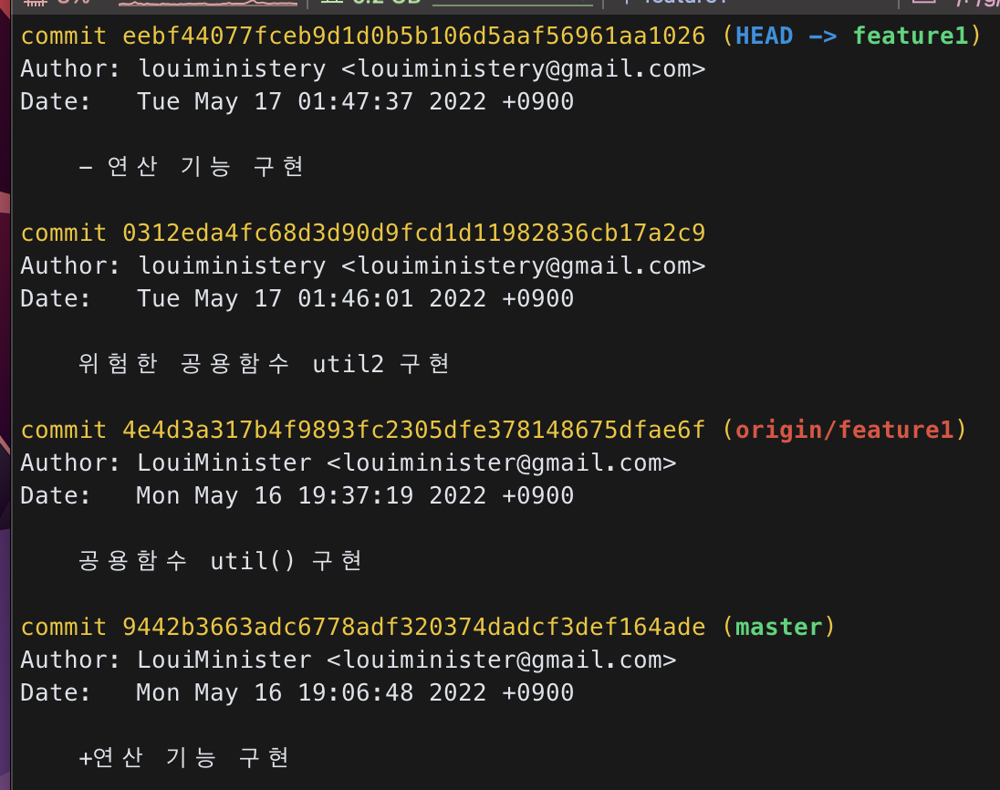 commit eebf44077fceb9d1d0b5b106d5aaf56961aa1026 (HEAD -> feature1)
Author: louiministery <louiministery@gmail.com>
Date:   Tue May 17 01:47:37 2022 +0900
- 연산 기능 구현
commit 0312eda4fc68d3d90d9fcd1d11982836cb17a2c9
Author: louiministery <louiministery@gmail.com>
Date:   Tue May 17 01:46:01 2022 +0900
위험한 공용함수 util2 구현
commit 4e4d3a317b4f9893fc2305dfe378148675dfae6f (origin/feature1)
Author: LouiMinister <louiminister@gmail.com>
Date:   Mon May 16 19:37:19 2022 +0900
공용함수 util() 구현
commit 9442b3663adc6778adf320374dadcf3def164ade (master)
Author: LouiMinister <louiminister@gmail.com>
Date:   Mon May 16 19:06:48 2022 +0900
+연산 기능 구현